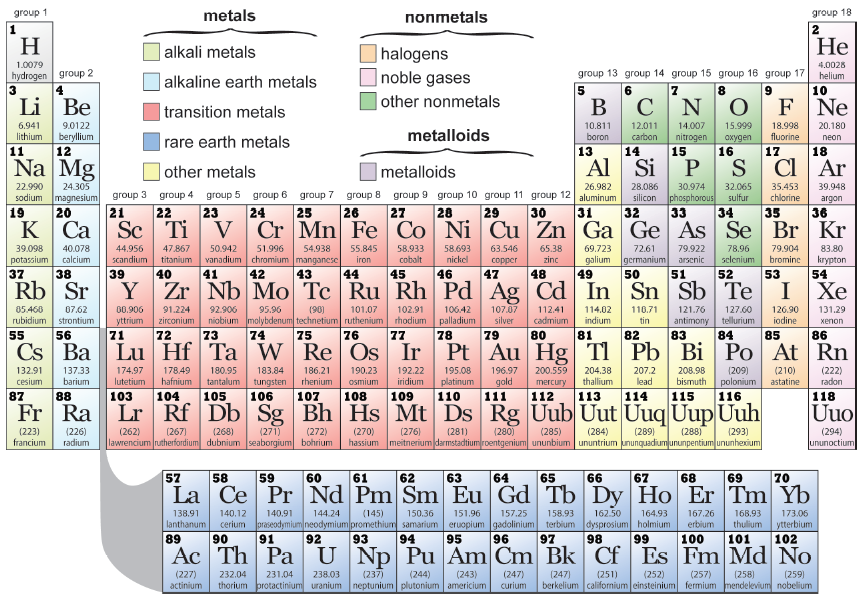 group 1 metals nonmetals group 18
1 2
H He
1.0079 4.0028
hydrogen helium
alkali metals halogens
alkaline earth metals noble gases
transition metals other nonmetals
rare earth metals metalloids
other metals metalloids
group 2 group 13 group 14 group 15 group 16 group 17
3 4 5 6 7 8 9 10
Li Be B C N O F Ne
6.941 9.0122 10.811 12.011 14.007 15.999 18.998 20.180
lithium beryllium boron carbon nitrogen oxygen fluorine neon
11 12 13 14 15 16 17 18
Na Mg Al Si P S Cl Ar
22.990 24.305 26.982 28.086 30.974 32.065 35.453 39.948
sodium magnesium aluminum silicon phosphorous sulfur chlorine argon
group 3 group 4 group 5 group 6 group 7 group 8 group 9 group 10 group 11 group 12
19 20 21 22 23 24 25 26 27 28 29 30 31 32 33 34 35 36
K Ca Sc Ti V Cr Mn Fe Co Ni Cu Zn Ga Ge As Se Br Kr
39.098 40.078 44.956 47.867 50.942 51.996 54.938 55.845 58.933 58.693 63.546 65.38 69.723 72.61 79.922 78.96 79.904 83.80
potassium calcium scandium titanium vanadium chromium manganese iron cobalt nickel copper zinc galium germanium arsenic selenium bromine krypton
37 38 39 40 41 42 43 44 45 46 47 48 49 50 51 52 53 54
Rb Sr Y Zr Nb Mo Tc Ru Rh Pd Ag Cd In Sn Sb Te I Xe
85.468 87.62 88.906 91.224 92.906 95.96 (98) 101.07 102.91 106.42 107.87 112.41 114.82 118.71 121.76 127.60 126.90 131.29
rubidium strontium yttrium zirconium niobium molybdenum technetium ruthenium rhodium palladium silver cadmium indium tin antimony tellurium iodine xenon
55 56 71 72 73 74 75 76 77 78 79 80 81 82 83 84 85 86
Cs Ba Lu Hf Ta W Re Os Ir Pt Au Hg Tl Pb Bi Po At Rn
132.91 137.33 174.97 178.49 180.95 183.84 186.21 190.23 192.22 195.08 196.97 200.559 204.38 207.2 208.98 (209) (210) (222)
cesium barium lutetium hafnium tantalum tungsten rhenium osmium iridium platinum gold mercury thallium lead bismuth polonium astatine radon
87 88 103 104 105 106 107 108 109 110 111 112 113 114 115 116 118
Fr Ra Lr Rf Db Sg Bh Hs Mt Ds Rg Uub Uut Uuq Uup Uuh Uuo
(223) (226) (262) (267) (268) (271) (272) (270) (276) (281) (280) (285) (284) (289) (288) (293) (294)
francium radium lawrencium rutherfordium dubnium seaborgium bohrium hassium meitnerium darmstadtium roentgenium ununbium ununtrium ununquadium ununpentium ununhexium ununoctium
57 58 59 60 61 62 63 64 65 66 67 68 69 70
La Ce Pr Nd Pm Sm Eu Gd Tb Dy Ho Er Tm Yb
138.91 140.12 140.91 144.24 (145) 150.36 151.96 157.25 158.93 162.50 164.93 167.26 168.93 173.06
lanthanum cerium praseodymium neodymium promethium samarium eruopium gadolinium terbium dysprosium holmium erbium thulium ytterbium
89 90 91 92 93 94 95 96 97 98 99 100 101 102
Ac Th Pa U Np Pu Am Cm Bk Cf Es Fm Md No
(227) 232.04 231.04 238.03 (237) (244) (243) (247) (247) (251) (252) (257) (258) (259)
actinium thorium protactinium uranium neptunium plutonium americium curium berkelium californium einsteinium fermium mendelevium nobelium